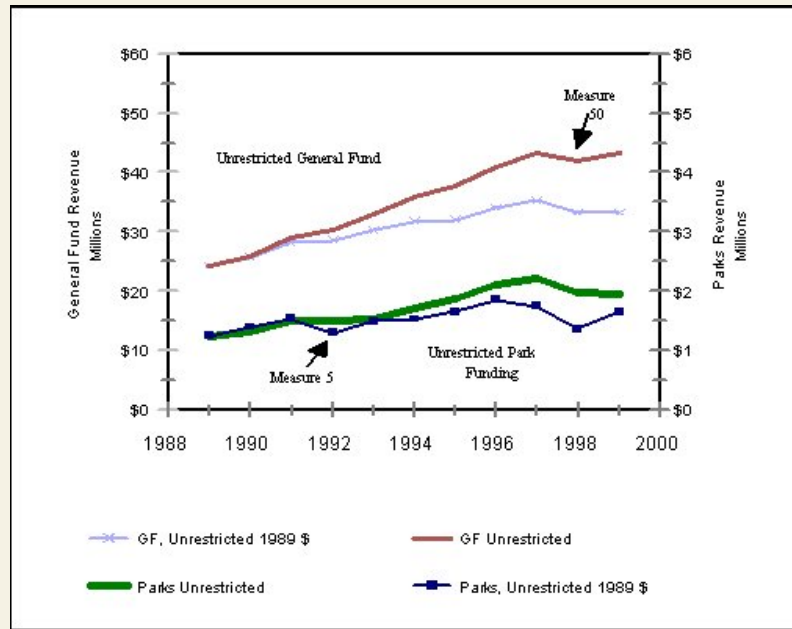 $60
$50
$40
$30
$20
$10
$0
General Fund Revenue
Millions
$6
$5
$4
$3
$2
$1
$0
Parks Revenue
Millions
Measure
50
Unrestricted General Fund
Unrestricted Park
Funding
Measure 5
1988 1990 1992 1994 1996 1998 2000
GF, Unrestricted 1989 $ GF Unrestricted
Parks Unrestricted Parks, Unrestricted 1989 $